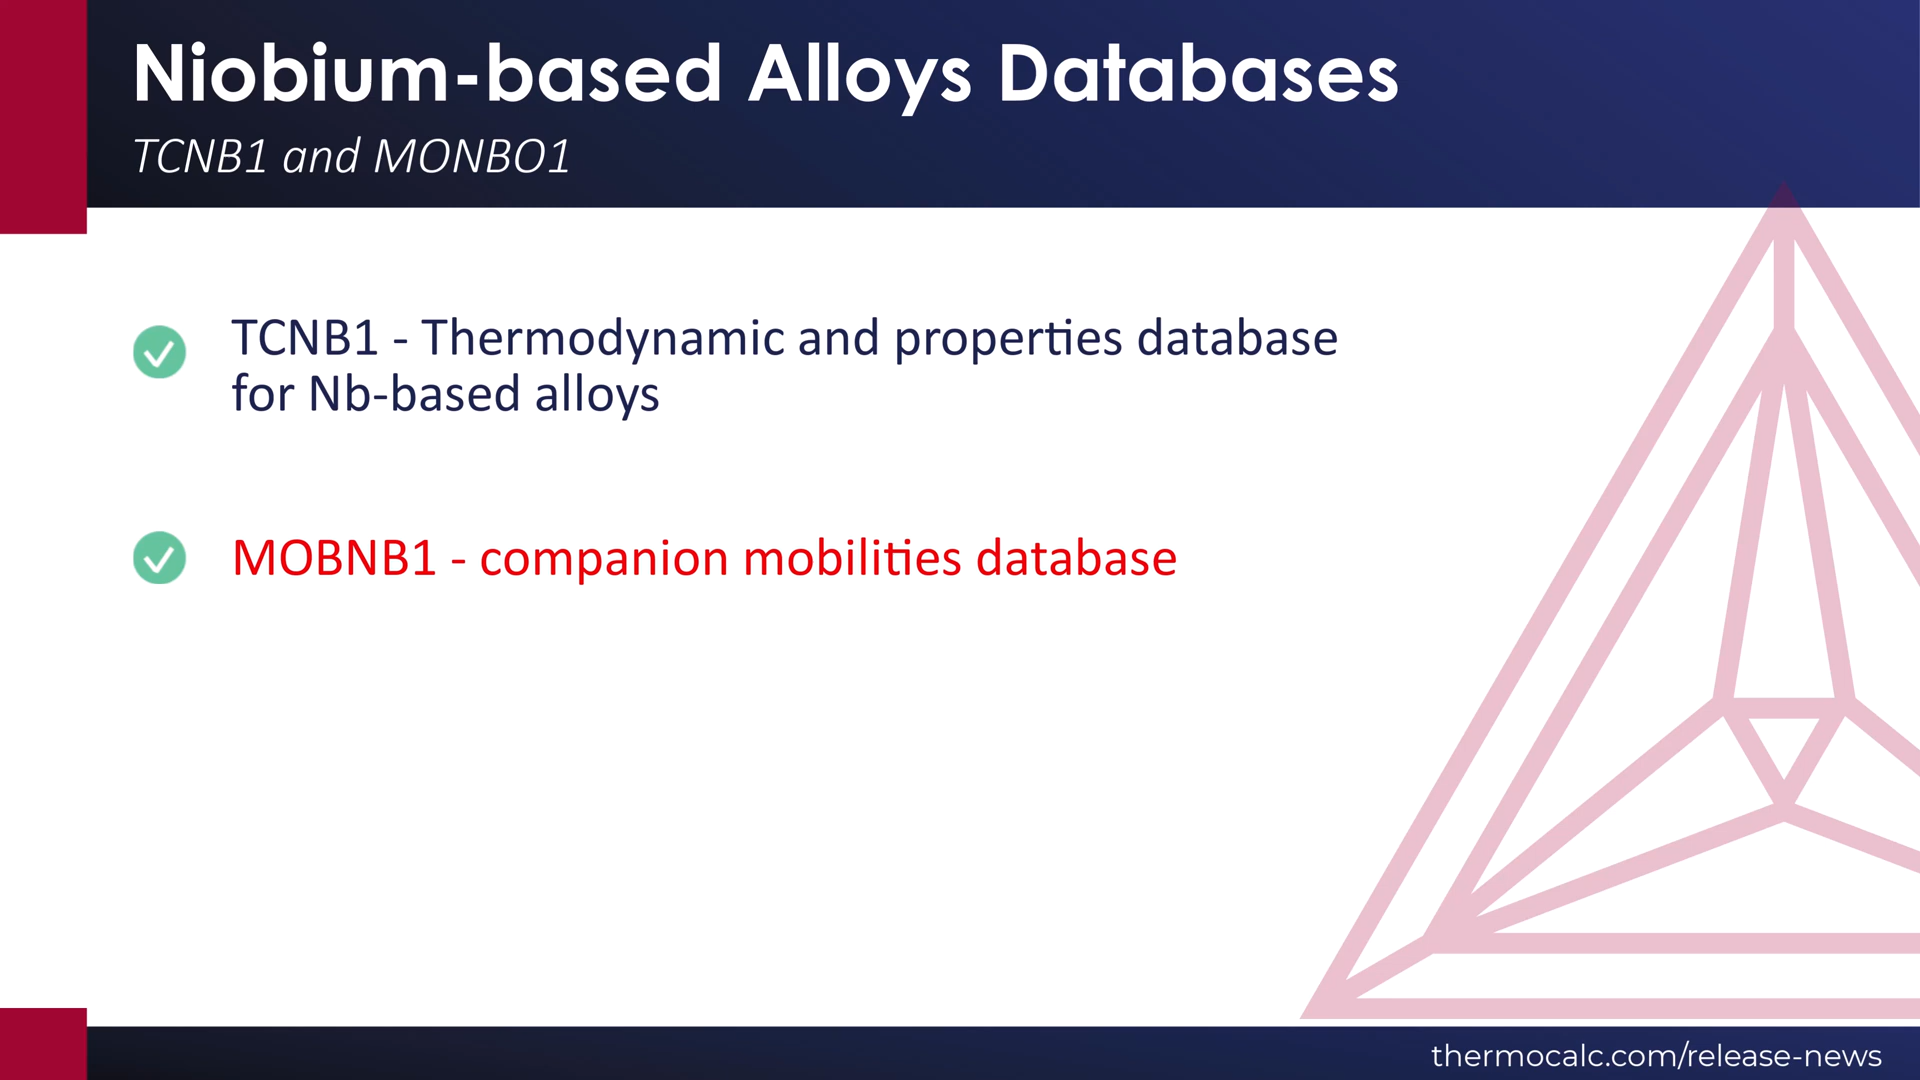 Niobium-based Alloys Databases
TCNB1 and MONBO1
TCNB1 - Thermodynamic and properties database
for Nb-based alloys
MOBNB1 - companion mobilities database
thermocalc.com/release-news